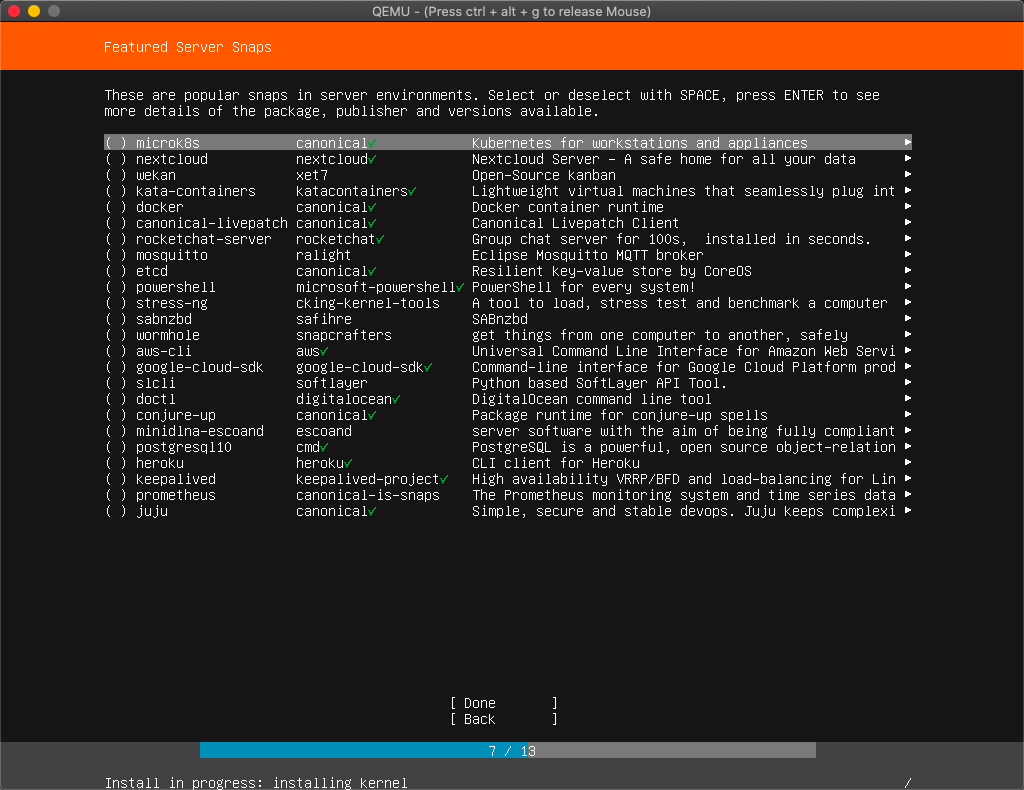 QEMU - (Press ctrl + alt + g to release Mouse)
Featured Server Snaps
These are popular snaps in server environments. Select or deselect with SPACE, press ENTER to see
more details of the package, publisher and versions available.
( ) microk8s canonical✓ Kubernetes for workstations and appliances ►
( ) nextcloud nextcloud✓ Nextcloud Server - A safe home for all your data ►
( ) wekan xet7 Open-Source kanban ►
( ) kata-containers katacontainers✓ Lightweight virtual machines that seamlessly plug int ►
( ) docker canonical✓ Docker container runtime ►
( ) canonical-livepatch canonical✓ Canonical Livepatch Client ►
( ) rocketchat-server rocketchat✓ Group chat server for 100s,  installed in seconds. ►
( ) mosquitto ralight Eclipse Mosquitto MQTT broker ►
( ) etcd canonical✓ Resilient key-value store by CoreOS ►
( ) powershell microsoft-powershell✓ PowerShell for every system! ►
( ) stress-ng cking-kernel-tools A tool to load, stress test and benchmark a computer ►
( ) sabnzbd safihre SABnzbd ►
( ) wormhole snapcrafters get things from one computer to another, safely ►
( ) aws-cli aws✓ Universal Command Line Interface for Amazon Web Servi ►
( ) google-cloud-sdk google-cloud-sdk✓ Command-line interface for Google Cloud Platform prod ►
( ) slcli softlayer Python based SoftLayer API Tool. ►
( ) doctl digitalocean✓ DigitalOcean command line tool ►
( ) conjure-up canonical✓ Package runtime for conjure-up spells ►
( ) minidlna-escoand escoand server software with the aim of being fully compliant ►
( ) postgresql10 cmd✓ PostgreSQL is a powerful, open source object-relation ►
( ) heroku heroku✓ CLI client for Heroku ►
( ) keepalived keepalived-project✓ High availability VRRP/BFD and load-balancing for Lin ►
( ) prometheus canonical-is-snaps The Prometheus monitoring system and time series data ►
( ) juju canonical✓ Simple, secure and stable devops. Juju keeps complexi ►
[ Done ]
[ Back ]
7 / 13
Install in progress: installing kernel /